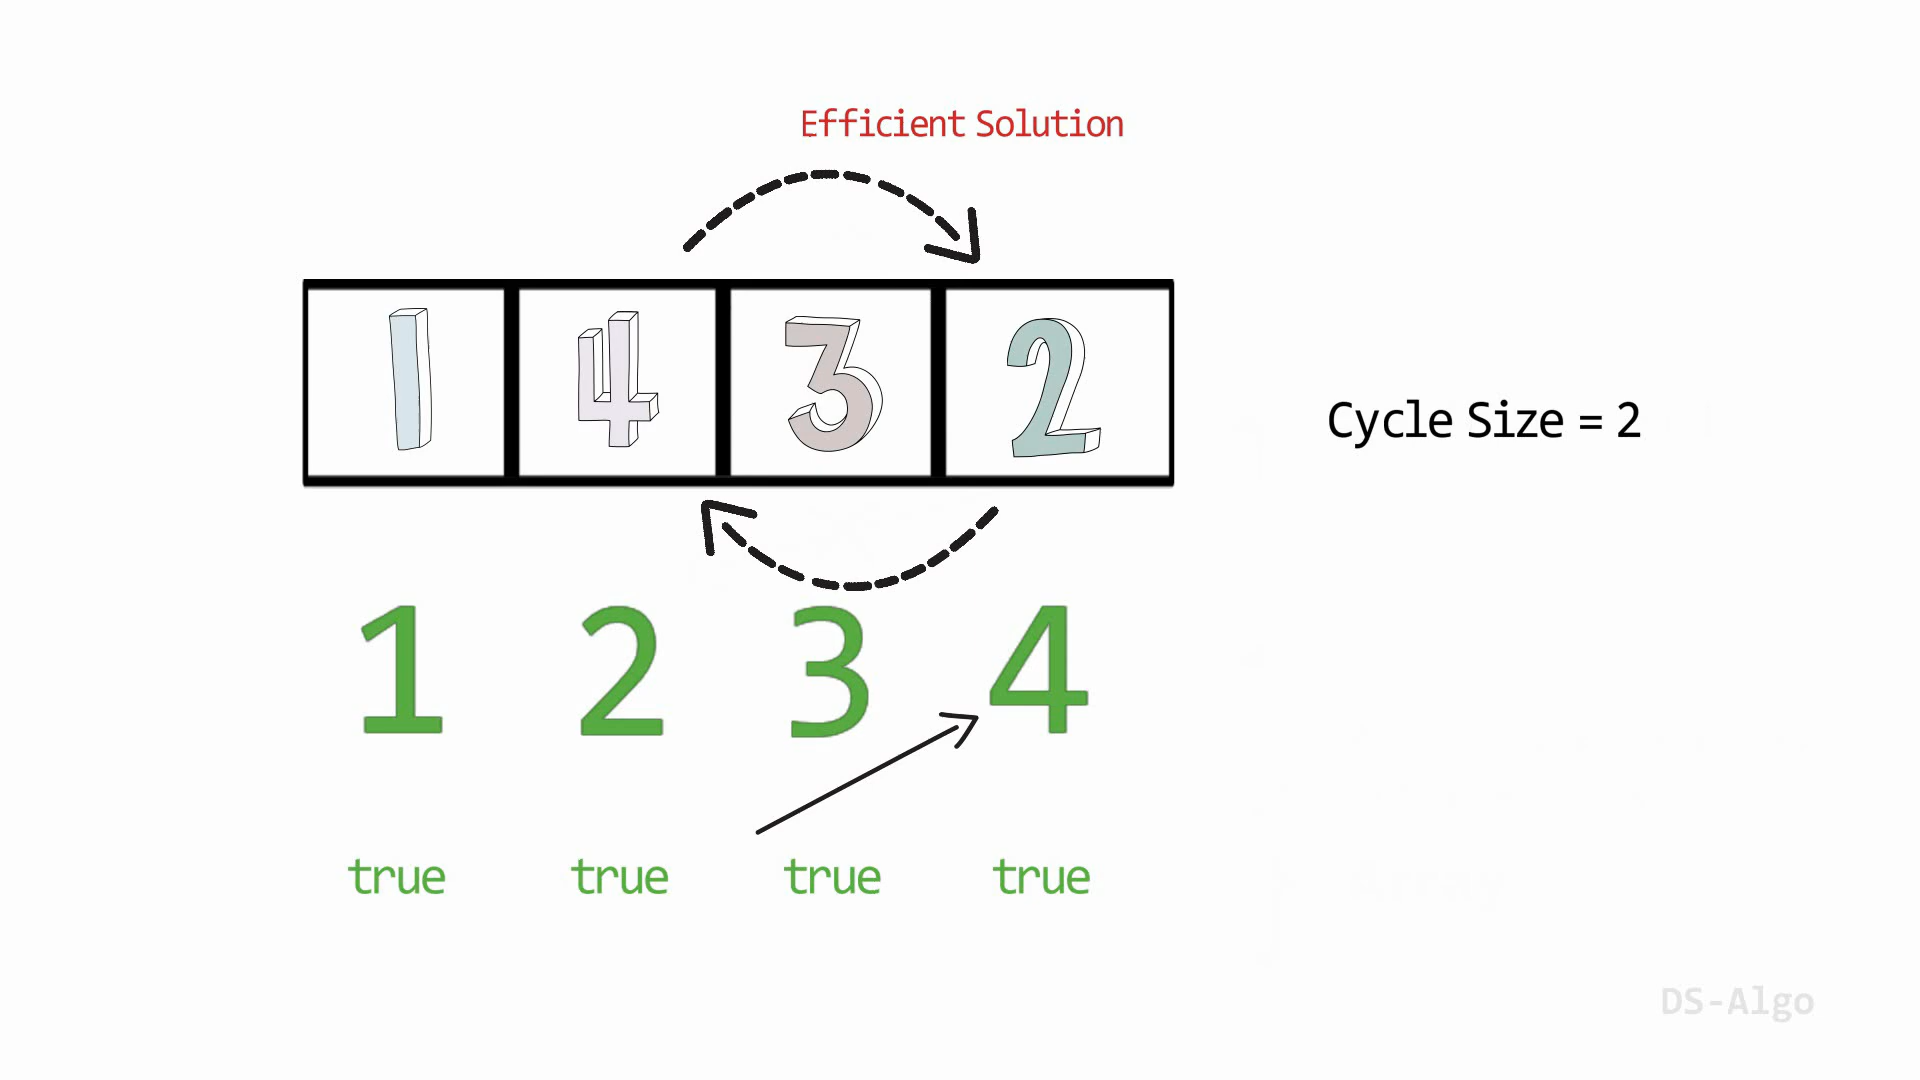 Efficient Solution
1 4 3 2
Cycle Size = 2
1 2 3 4
true true true true
DS-Algo